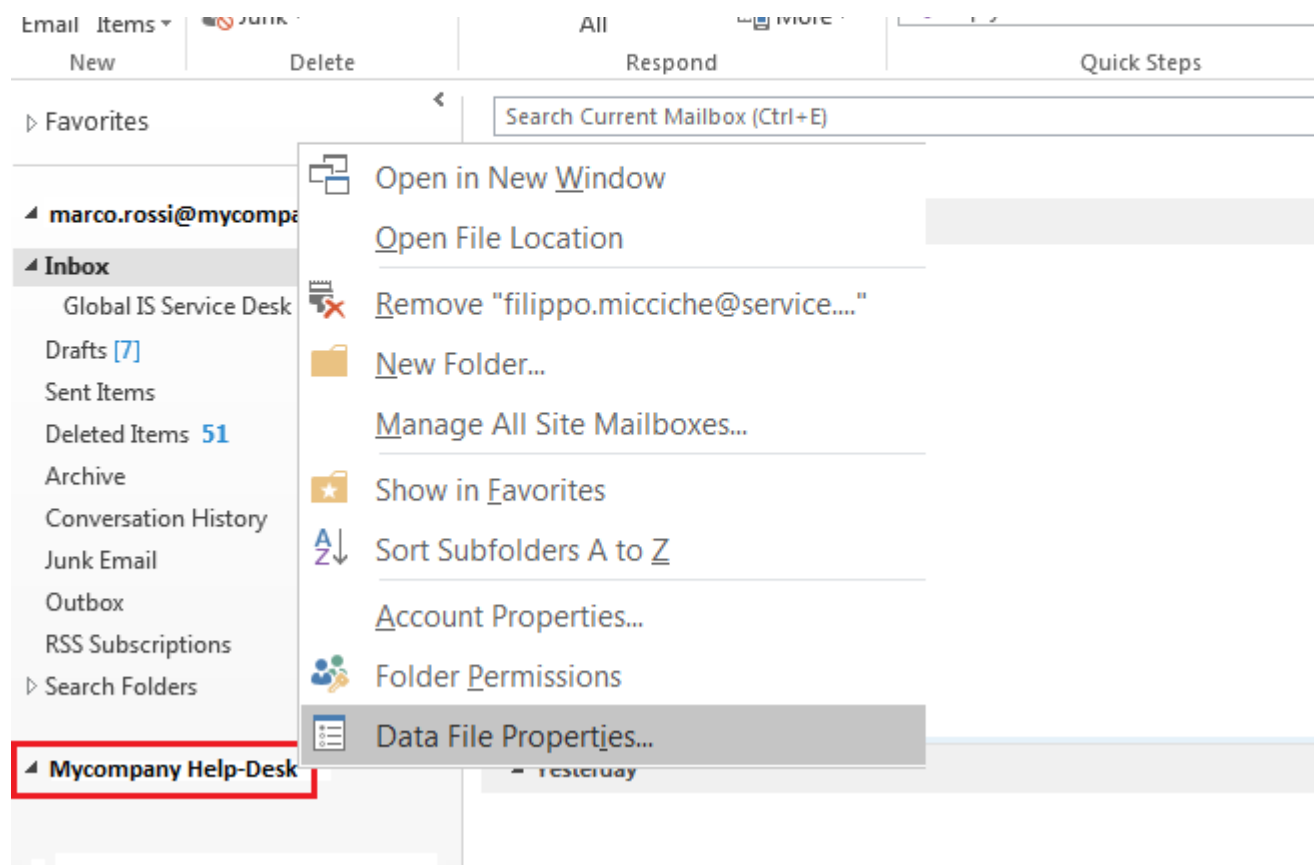 Email Items
Junk
All
More
New
Delete
Respond
Quick Steps
Favorites
Search Current Mailbox (Ctrl+E)
marco.rossi@mycompa
Inbox
Global IS Service Desk
Drafts [7]
Sent Items
Deleted Items 51
Archive
Conversation History
Junk Email
Outbox
RSS Subscriptions
Search Folders
Mycompany Help-Desk
Open in New Window
Open File Location
Remove "filippo.micciche@service...."
New Folder...
Manage All Site Mailboxes...
Show in Favorites
Sort Subfolders A to Z
Account Properties...
Folder Permissions
Data File Properties...
Yesterday